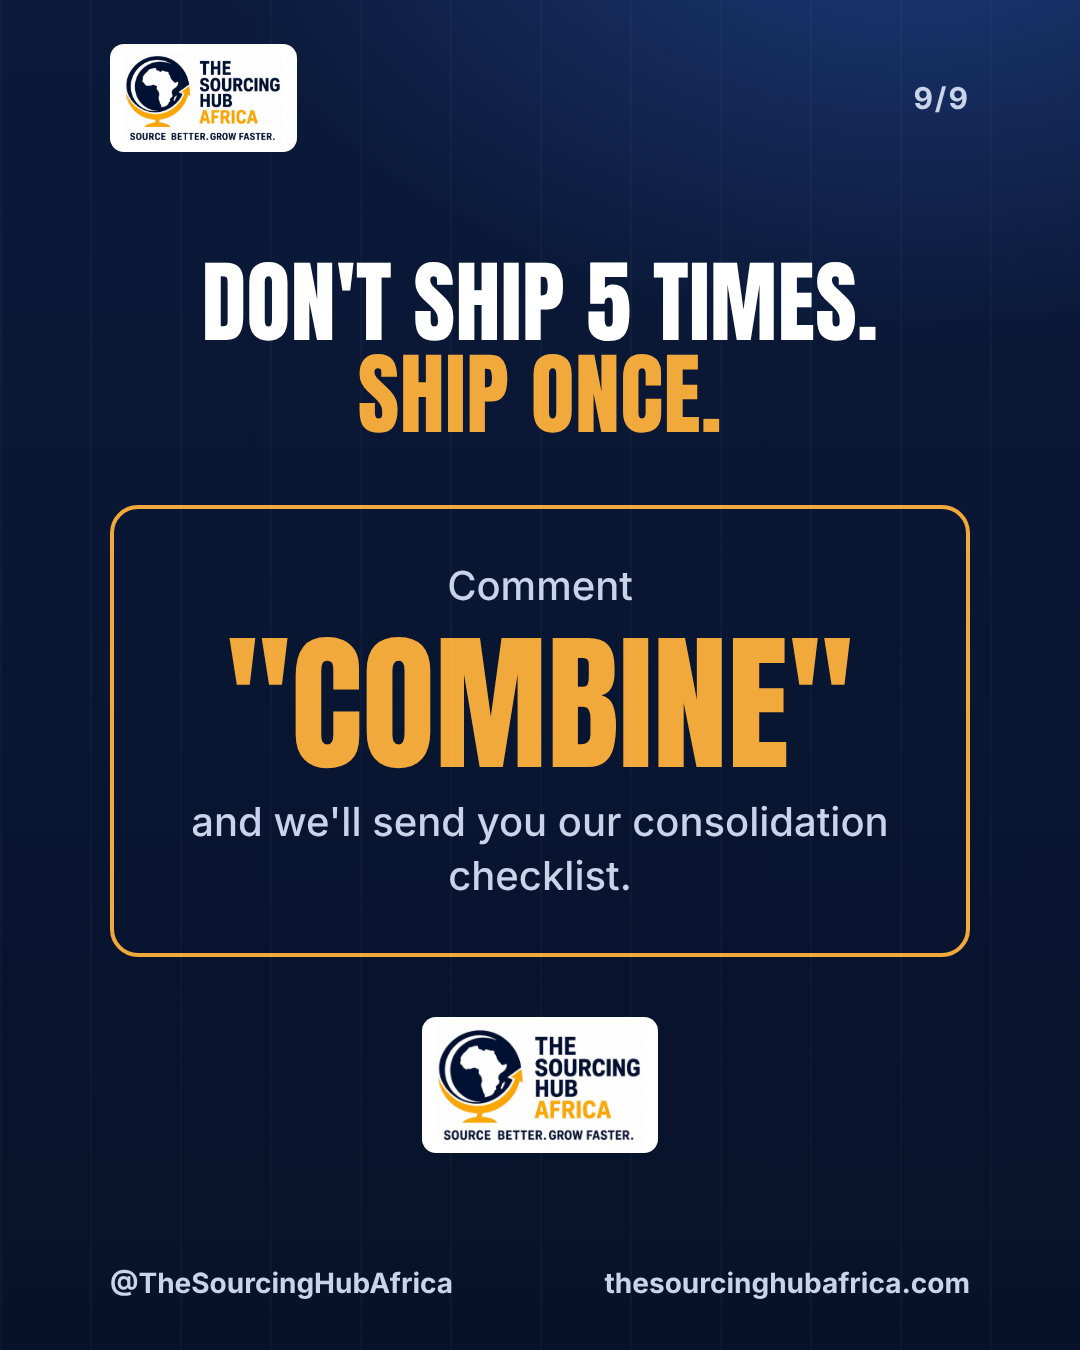 THE
SOURCING
HUB
AFRICA
SOURCE BETTER. GROW FASTER.
9/9
DON'T SHIP 5 TIMES.
SHIP ONCE.
Comment
"COMBINE"
and we'll send you our consolidation
checklist.
THE
SOURCING
HUB
AFRICA
SOURCE BETTER. GROW FASTER.
@TheSourcingHubAfrica
thesourcinghubafrica.com